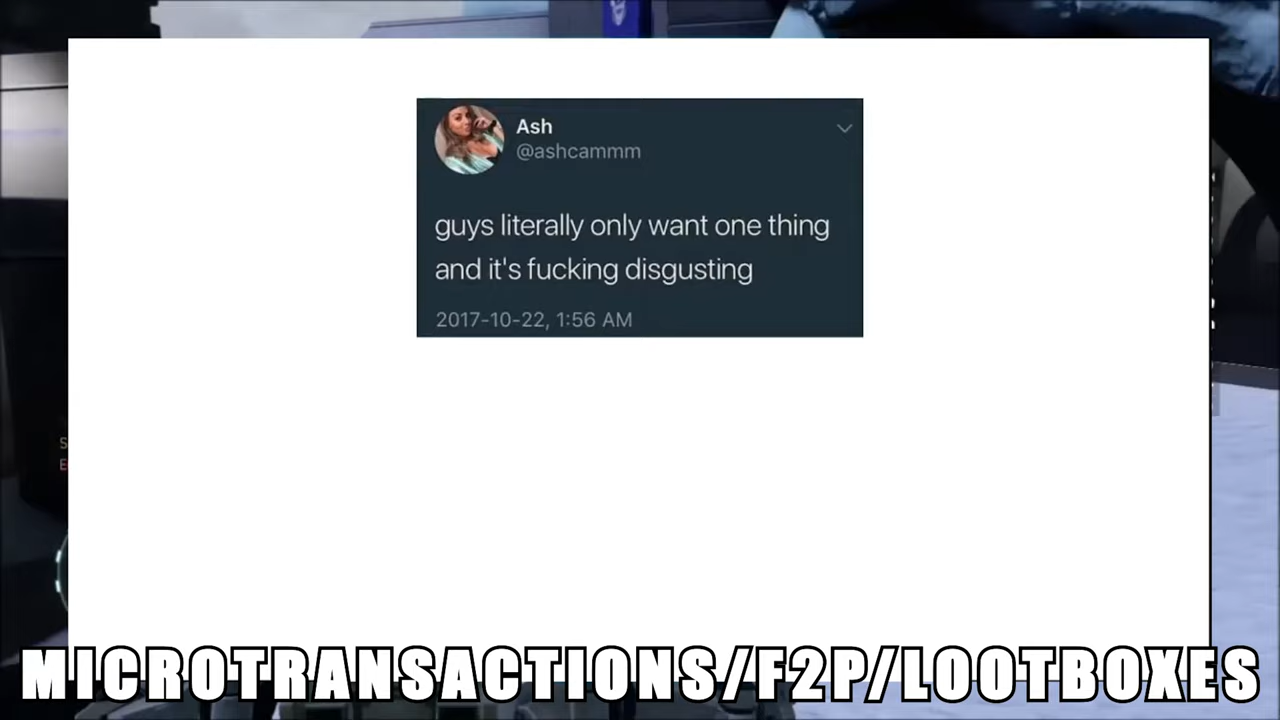 Ash
@ashcammm
guys literally only want one thing
and it's fucking disgusting
2017-10-22, 1:56 AM
S
E
MICROTRANSACTIONS/F2P/LOOTBOXES